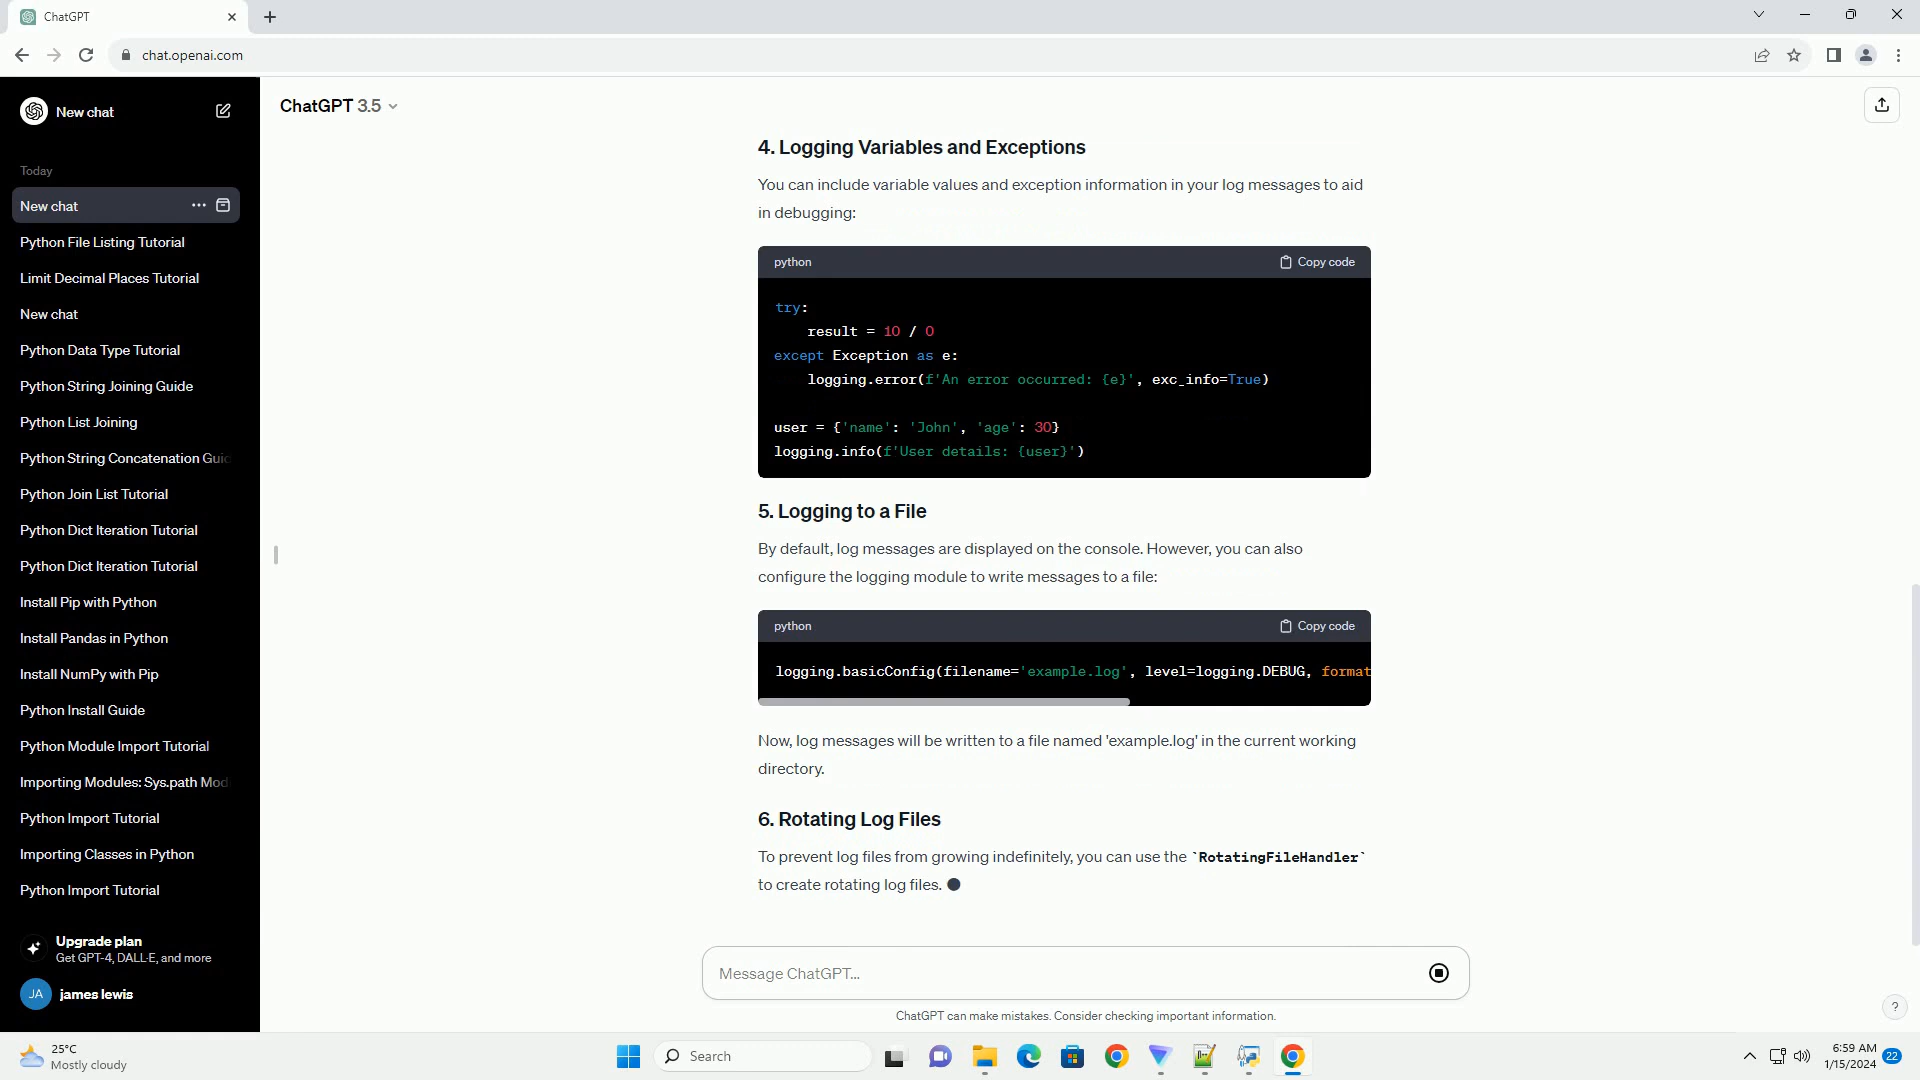 ChatGPT
chat.openai.com
New chat
Today
New chat
Python File Listing Tutorial
Limit Decimal Places Tutorial
New chat
Python Data Type Tutorial
Python String Joining Guide
Python List Joining
Python String Concatenation Guid
Python Join List Tutorial
Python Dict Iteration Tutorial
Python Dict Iteration Tutorial
Install Pip with Python
Install Pandas in Python
Install NumPy with Pip
Python Install Guide
Python Module Import Tutorial
Importing Modules: Sys.path Mod
Python Import Tutorial
Importing Classes in Python
Python Import Tutorial
Upgrade plan
Get GPT-4, DALL·E, and more
JA james lewis
ChatGPT 3.5
4. Logging Variables and Exceptions
You can include variable values and exception information in your log messages to aid
in debugging:
python Copy code
try:
result = 10 / 0
except Exception as e:
logging.error(f'An error occurred: {e}', exc_info=True)
user = {'name': 'John', 'age': 30}
logging.info(f'User details: {user}')
5. Logging to a File
By default, log messages are displayed on the console. However, you can also
configure the logging module to write messages to a file:
python Copy code
logging.basicConfig(filename='example.log', level=logging.DEBUG, format
Now, log messages will be written to a file named 'example.log' in the current working
directory.
6. Rotating Log Files
To prevent log files from growing indefinitely, you can use the `RotatingFileHandler`
to create rotating log files.
Message ChatGPT...
ChatGPT can make mistakes. Consider checking important information.
?
25°C
Mostly cloudy
Search
6:59 AM
1/15/2024
22